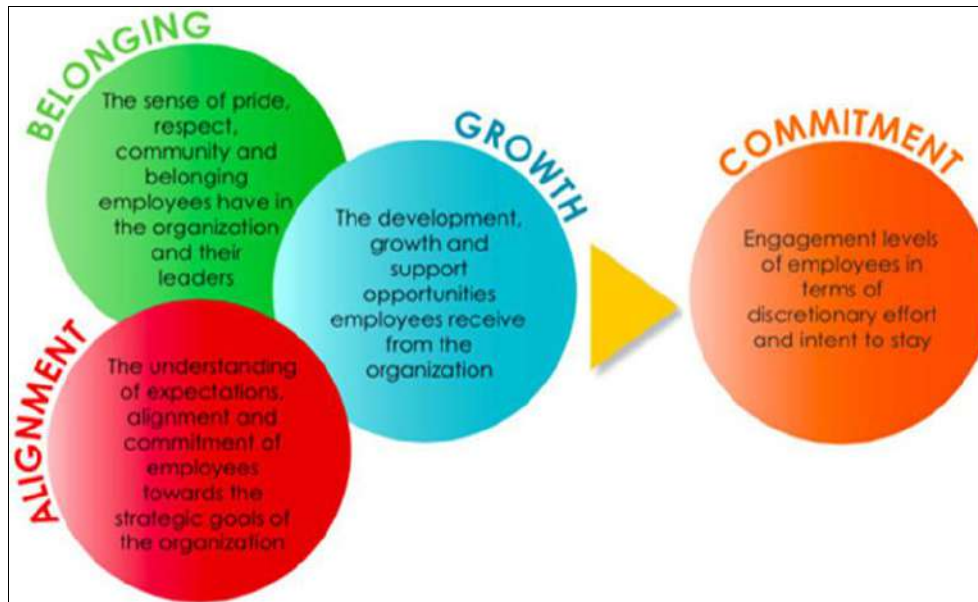 BELONGING
The sense of pride,
respect,
community and
belonging
employees have in
the organization
and their
leaders
GROWTH
The development,
growth and
support
opportunities
employees receive
from the
organization
ALIGNMENT
The understanding
of expectations,
alignment and
commitment of
employees
towards the
strategic goals of
the organization
COMMITMENT
Engagement levels
of employees in
terms of
discretionary effort
and intent to stay